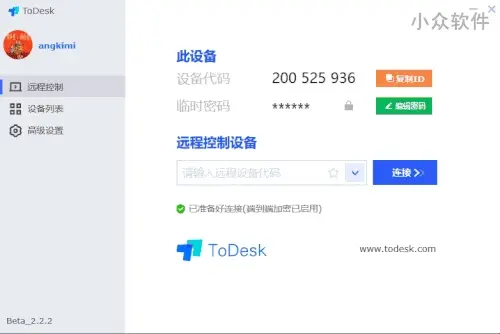 ToDesk
小众软件
angkimi
远程控制
设备列表
高级设置
此设备
设备代码 200 525 936 复制ID
临时密码 ****** 编辑密码
远程控制设备
请输入远程设备代码 连接
已准备好连接(端到端加密已启用)
ToDesk www.todesk.com
Beta_2.2.2